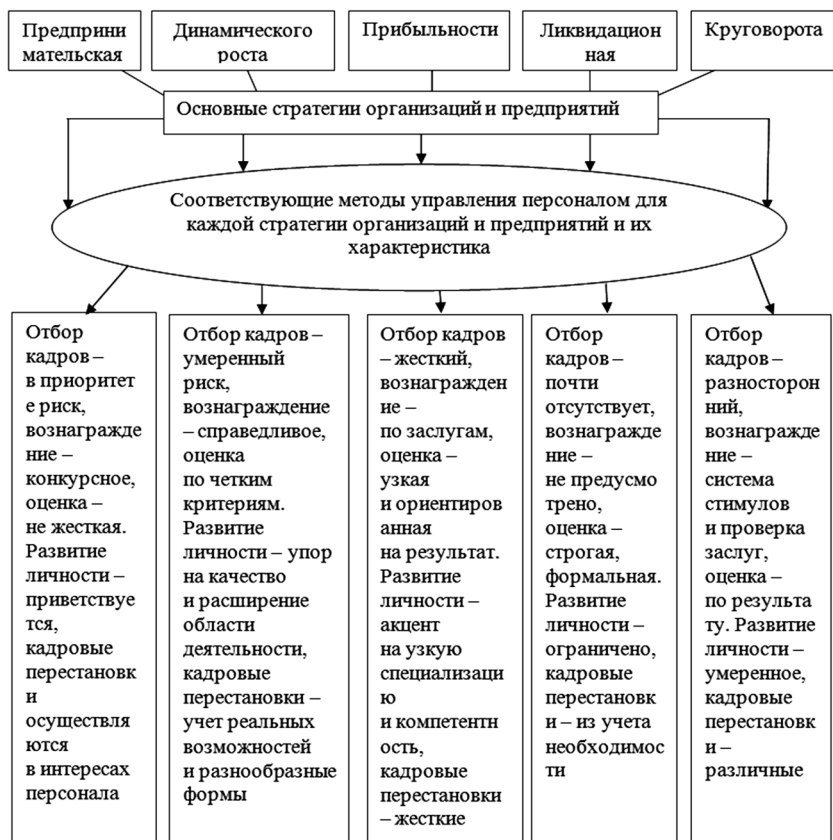 Предприни
мательская
Динамического
роста
Прибыльности
Ликвидацион
ная
Круговорота
Основные стратегии организаций и предприятий
Соответствующие методы управления персоналом для
каждой стратегии организаций и предприятий и их
характеристика
Отбор
кадров –
в приоритет
е риск,
вознагражде
ние –
конкурсное,
оценка –
не жесткая.
Развитие
личности –
приветствуе
тся,
кадровые
перестановк
и
осуществля
ются
в интересах
персонала
Отбор кадров –
умеренный
риск,
вознаграждение
– справедливое,
оценка
по четким
критериям.
Развитие
личности – упор
на качество
и расширение
области
деятельности,
кадровые
перестановки –
учет реальных
возможностей
и разнообразные
формы
Отбор кадров
– жесткий,
вознагражден
ие –
по заслугам,
оценка –
узкая
и ориентиров
анная
на результат.
Развитие
личности –
акцент
на узкую
специализаци
ю
и компетентн
ость,
кадровые
перестановки
– жесткие
Отбор
кадров –
почти
отсутствует,
вознагражде
ние –
не предусмо
трено,
оценка –
строгая,
формальная.
Развитие
личности –
ограничено,
кадровые
перестановк
и – из учета
необходимос
ти
Отбор
кадров –
разносторон
ний,
вознагражде
ние –
система
стимулов
и проверка
заслуг,
оценка –
по результа
ту. Развитие
личности –
умеренное,
кадровые
перестановк
и –
различные